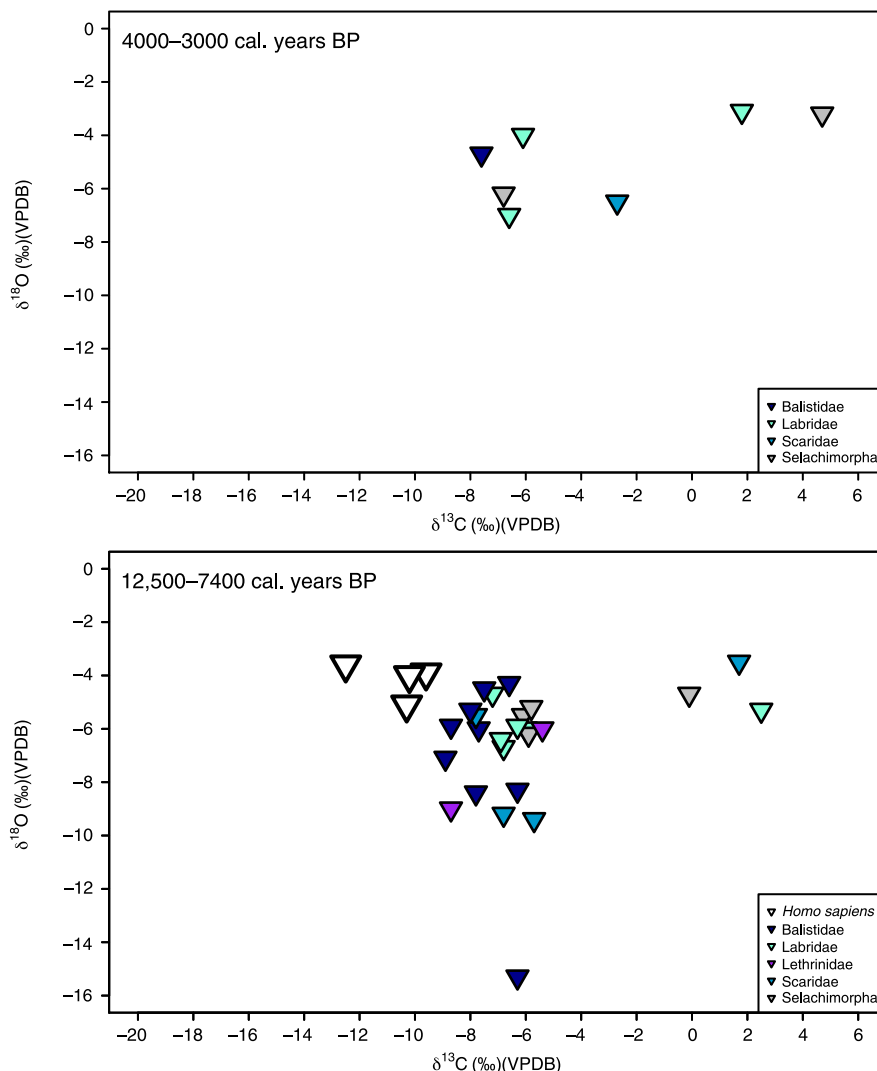 4000–3000 cal. years BP
0
−2
−4
−6
−8
−10
−12
−14
−16
δ18O (‰)(VPDB)
Balistidae
Labridae
Scaridae
Selachimorpha
−20 −18 −16 −14 −12 −10 −8 −6 −4 −2 0 2 4 6
δ13C (‰)(VPDB)
12,500–7400 cal. years BP
0
−2
−4
−6
−8
−10
−12
−14
−16
δ18O (‰)(VPDB)
Homo sapiens
Balistidae
Labridae
Lethrinidae
Scaridae
Selachimorpha
−20 −18 −16 −14 −12 −10 −8 −6 −4 −2 0 2 4 6
δ13C (‰)(VPDB)